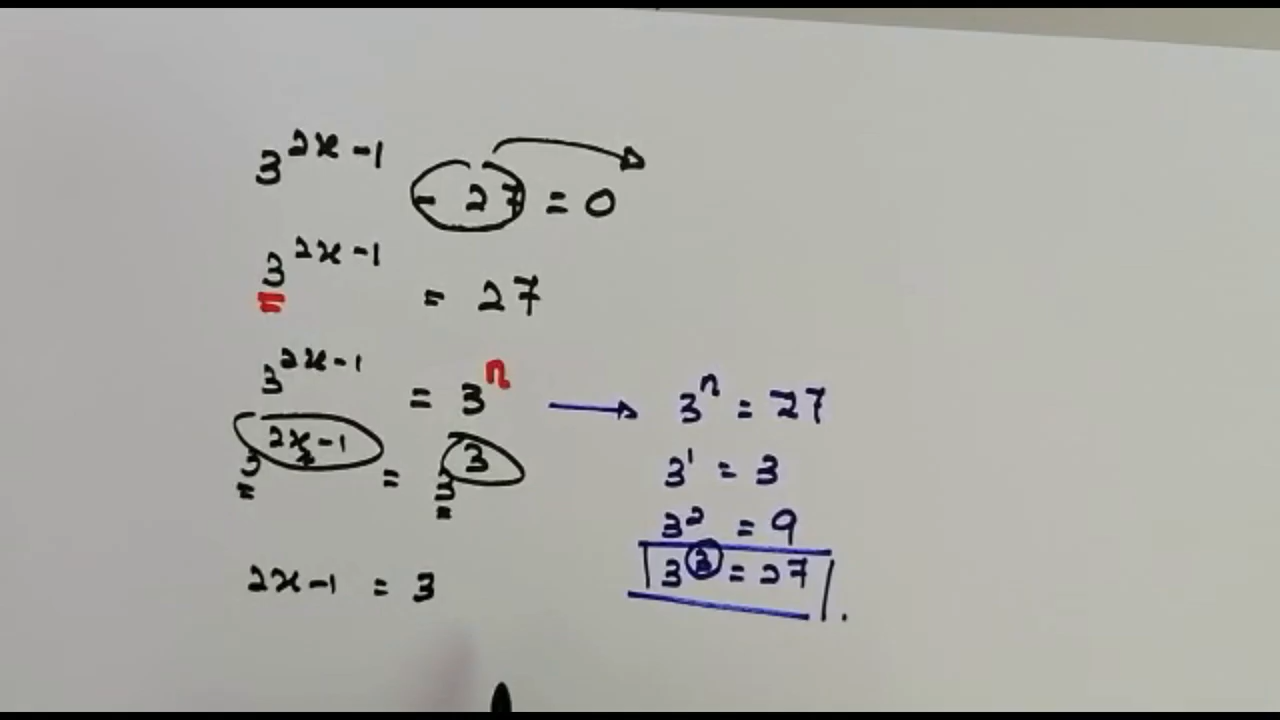 3^{2x-1} - 27 = 0
3^{2x-1} = 27
3^{2x-1} = 3^n → 3^n = 27
3^{2x-1} = 3^3
3^1 = 3
3^2 = 9
3^3 = 27
2x-1 = 3